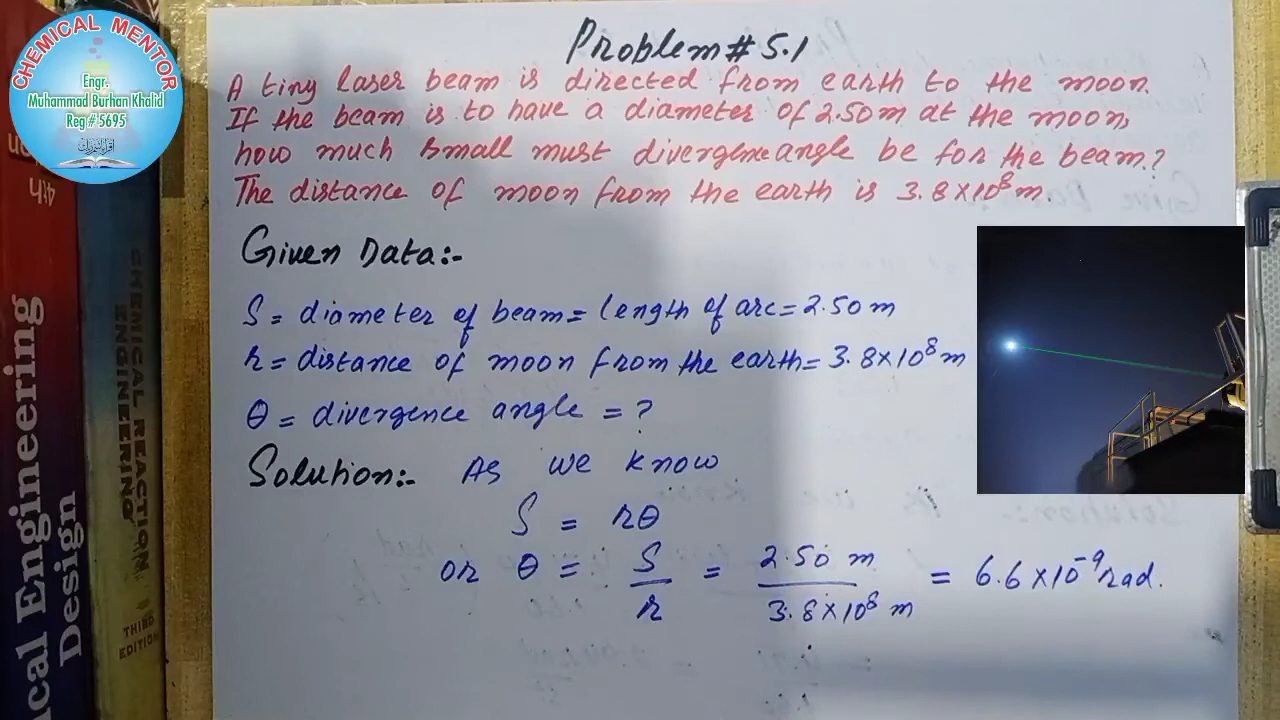 CHEMICAL MENTOR
Engr.
Muhammad Burhan Khalid
Reg # 5695
Problem # 5.1
A tiny laser beam is directed from earth to the moon.
If the beam is to have a diameter of 2.50 m at the moon,
how much small must divergence angle be for the beam.?
The distance of moon from the earth is 3.8×10⁸ m.
Given Data:-
S = diameter of beam = length of arc = 2.50 m
r = distance of moon from the earth = 3.8×10⁸ m
θ = divergence angle = ?
Solution:- As we know
S = rθ
or θ = S/r = 2.50 m / 3.8×10⁸ m = 6.6×10⁻⁹ rad.
4th
ical Engineering
Design
CHEMICAL REACTION
ENGINEERING
THIRD
EDITION